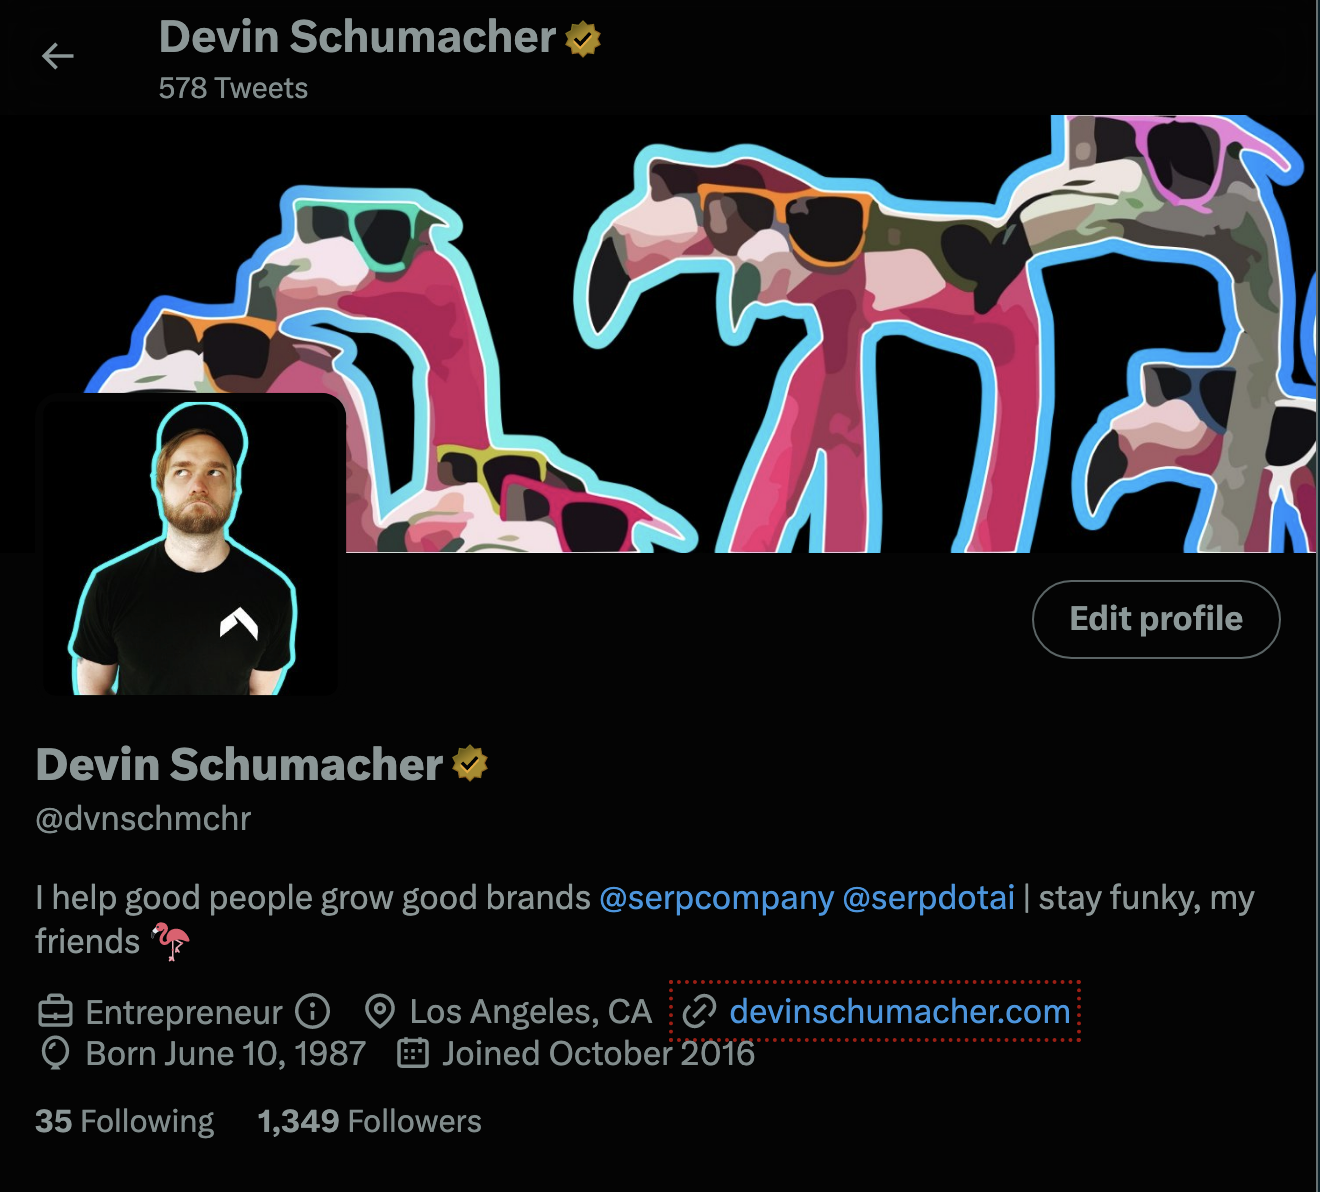 Devin Schumacher
578 Tweets
Edit profile
Devin Schumacher
@dvnschmchr
I help good people grow good brands @serpcompany @serpdotai | stay funky, my
friends 🦩
Entrepreneur Los Angeles, CA devinschumacher.com
Born June 10, 1987 Joined October 2016
35 Following 1,349 Followers